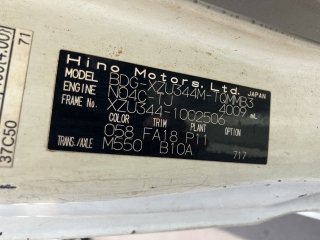 Hino Motors, Ltd. JAPAN
MODEL BDG-XZU344M-TQMMB3
ENGINE N04C-TJ 4009 mL
FRAME No. XZU344-1002506
COLOR TRIM PLANT OPTION
058 FA18 P11
TRANS./AXLE M550 B10A 717
37C50
71